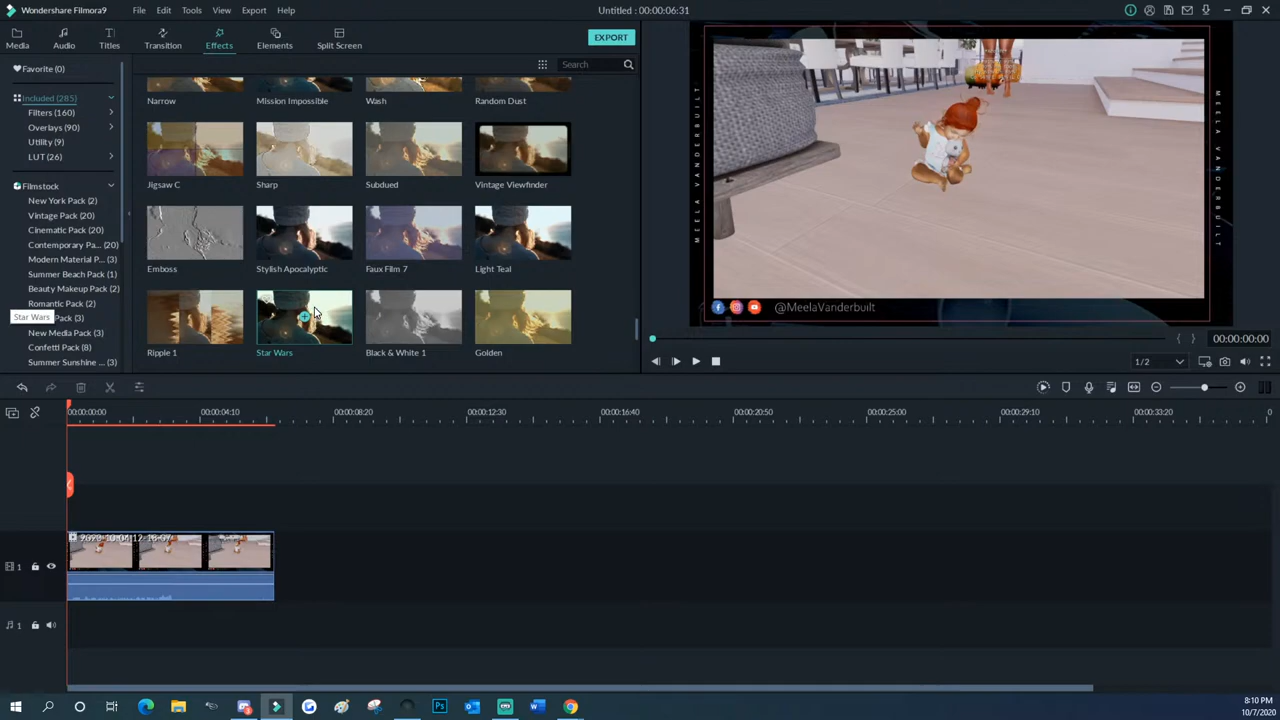 Wondershare Filmora9
File
Edit
Tools
View
Export
Help
Untitled : 00:00:06:31
Media
Audio
Titles
Transition
Effects
Elements
Split Screen
EXPORT
Search
Favorite (0)
Included (285)
Filters (160)
Overlays (90)
Utility (9)
LUT (26)
Filmstock
New York Pack (2)
Vintage Pack (20)
Cinematic Pack (20)
Contemporary Pa... (20)
Modern Material P... (3)
Summer Beach Pack (1)
Beauty Makeup Pack (2)
Romantic Pack (2)
Pack (3)
Star Wars
New Media Pack (3)
Confetti Pack (8)
Summer Sunshine ... (3)
Narrow
Mission Impossible
Wash
Random Dust
Jigsaw C
Sharp
Subdued
Vintage Viewfinder
Emboss
Stylish Apocalyptic
Faux Film 7
Light Teal
Ripple 1
Star Wars
Black & White 1
Golden
MEELA VANDERBUILT
MEELA VANDERBUILT
@MeelaVanderbuilt
00:00:00:00
1/2
00:00:00:00
00:00:04:10
00:00:08:20
00:00:12:30
00:00:16:40
00:00:20:50
00:00:25:00
00:00:29:10
00:00:33:20
0
1
1
8:10 PM
10/7/2020